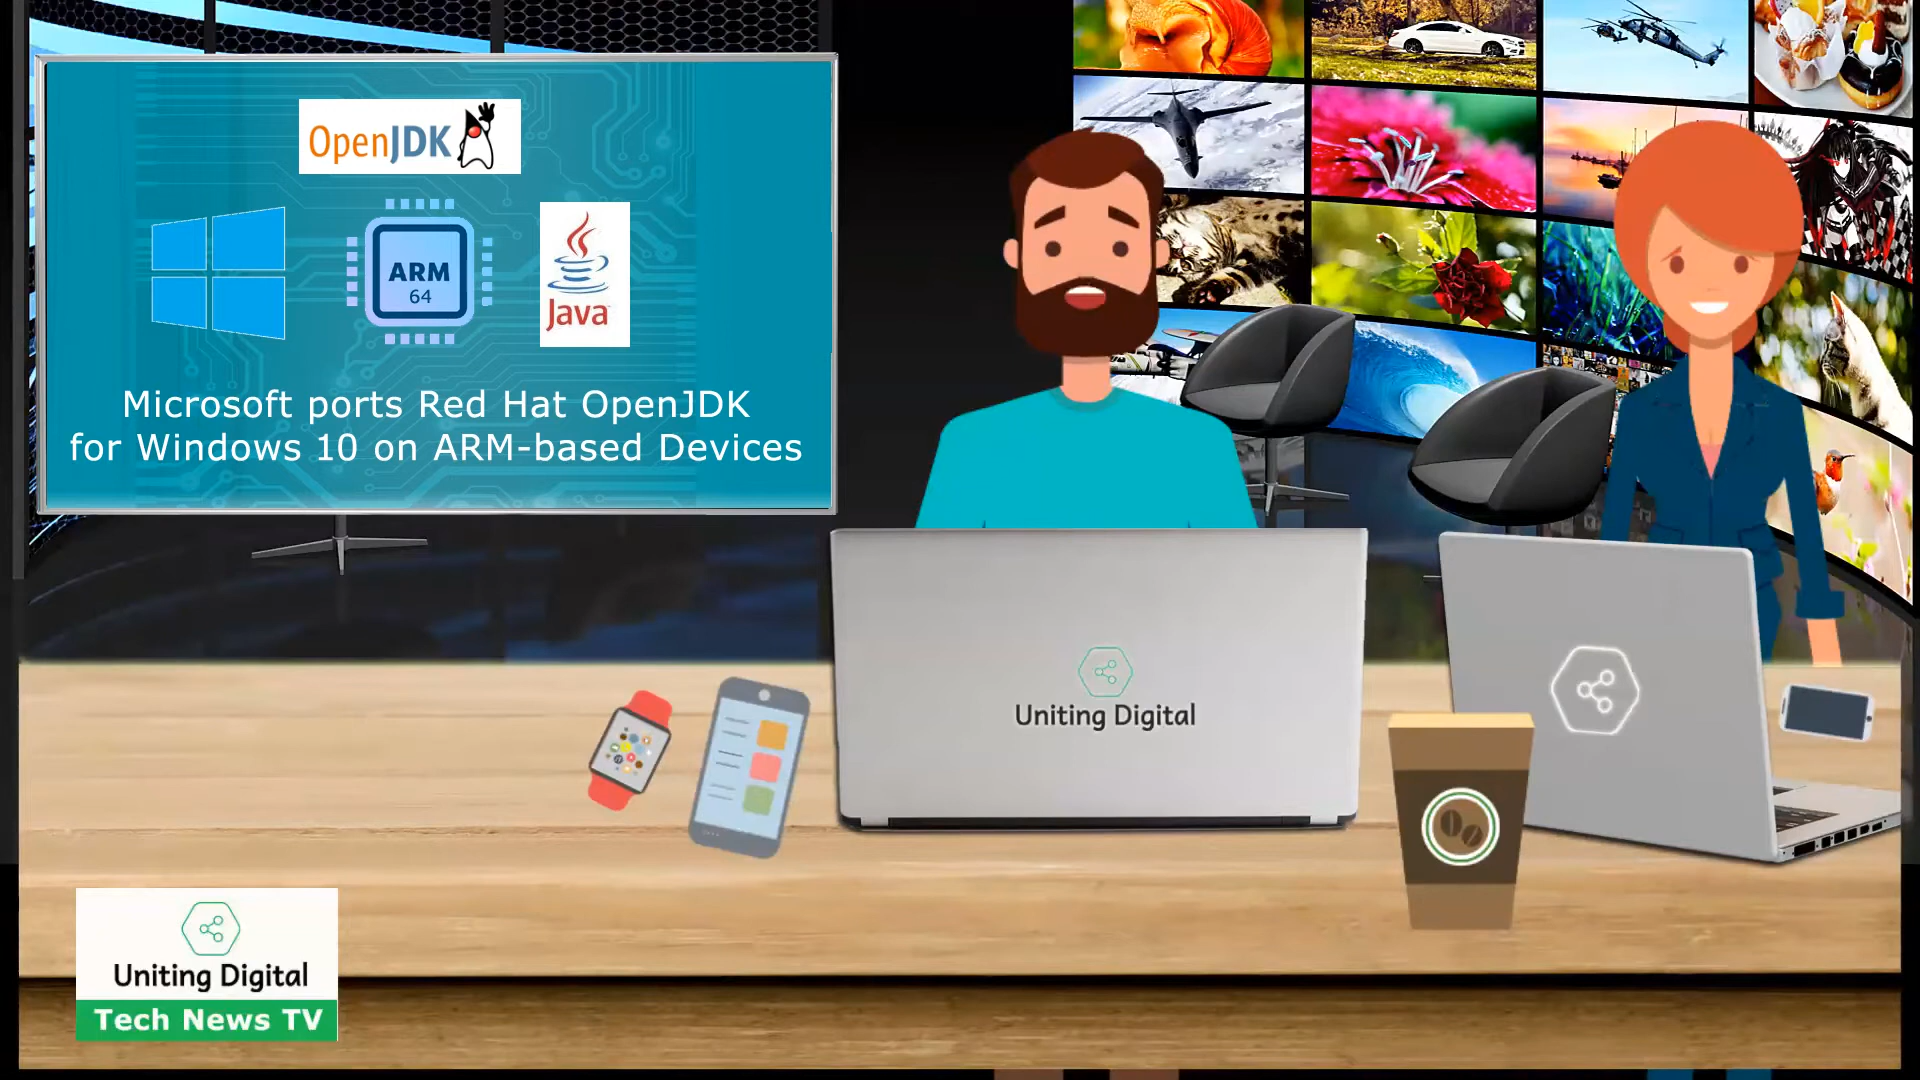 OpenJDK
ARM
64
Java
Microsoft ports Red Hat OpenJDK
for Windows 10 on ARM-based Devices
Uniting Digital
Uniting Digital
Tech News TV